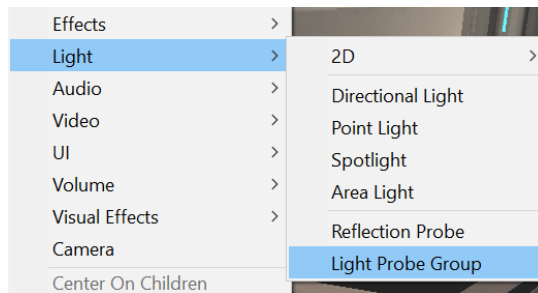 Effects
Light
Audio
Video
UI
Volume
Visual Effects
Camera
Center On Children
2D
Directional Light
Point Light
Spotlight
Area Light
Reflection Probe
Light Probe Group